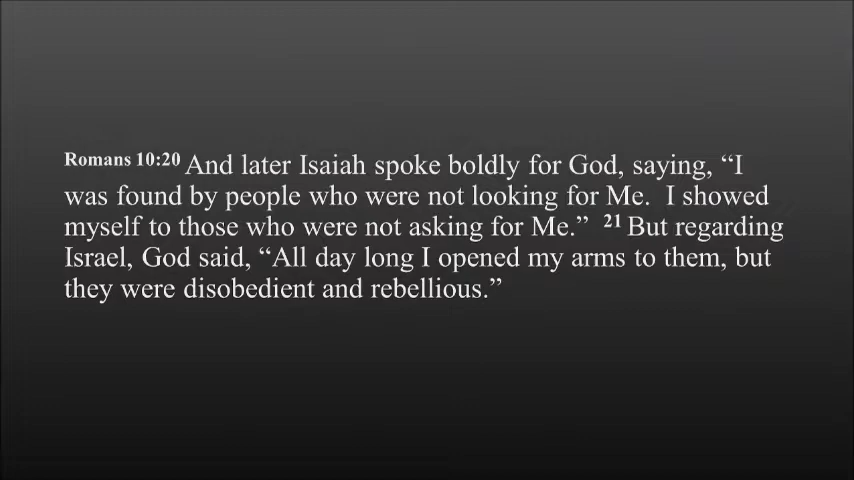 Romans 10:20 And later Isaiah spoke boldly for God, saying, “I
was found by people who were not looking for Me.  I showed
myself to those who were not asking for Me.”  21 But regarding
Israel, God said, “All day long I opened my arms to them, but
they were disobedient and rebellious.”